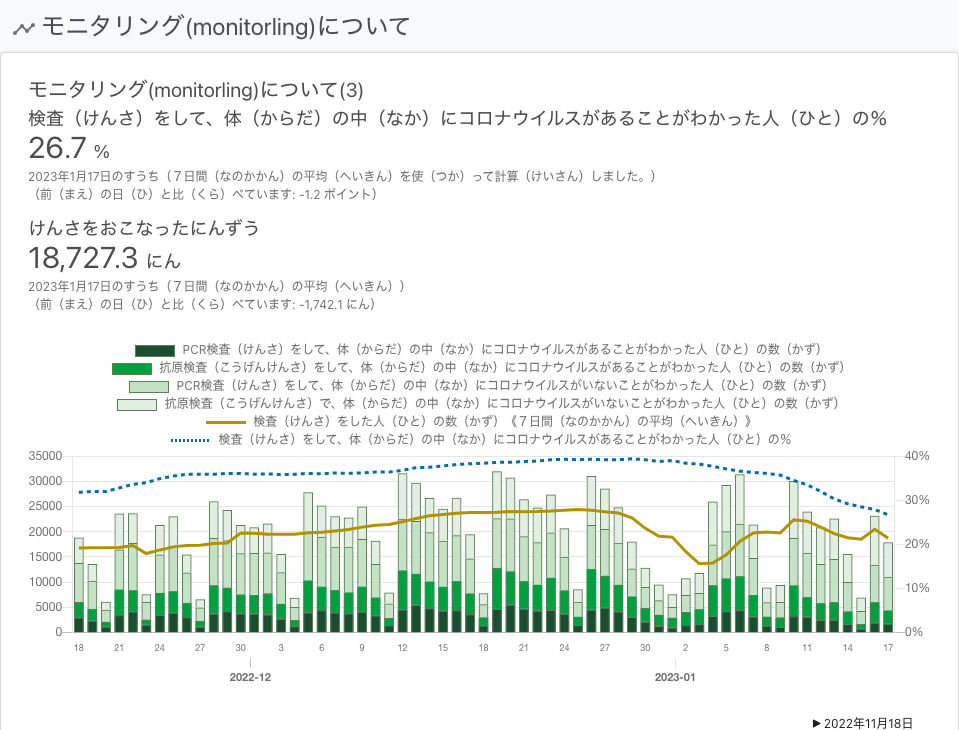 モニタリング(monitorling)について
モニタリング(monitorling)について(3)
検査（けんさ）をして、体（からだ）の中（なか）にコロナウイルスがあることがわかった人（ひと）の％
26.7 %
2023年1月17日のすうち（７日間（なのかかん）の平均（へいきん）を使（つか）って計算（けいさん）しました。）
（前（まえ）の日（ひ）と比（くら）べています: -1.2 ポイント）
けんさをおこなったにんずう
18,727.3 にん
2023年1月17日のすうち（７日間（なのかかん）の平均（へいきん））
（前（まえ）の日（ひ）と比（くら）べています: -1,742.1 にん）
PCR検査（けんさ）をして、体（からだ）の中（なか）にコロナウイルスがあることがわかった人（ひと）の数（かず）
抗原検査（こうげんけんさ）をして、体（からだ）の中（なか）にコロナウイルスがあることがわかった人（ひと）の数（かず）
PCR検査（けんさ）をして、体（からだ）の中（なか）にコロナウイルスがいないことがわかった人（ひと）の数（かず）
抗原検査（こうげんけんさ）で、体（からだ）の中（なか）にコロナウイルスがいないことがわかった人（ひと）の数（かず）
検査（けんさ）をした人（ひと）の数（かず）《７日間（なのかかん）の平均（へいきん）》
検査（けんさ）をして、体（からだ）の中（なか）にコロナウイルスがあることがわかった人（ひと）の%
35000 40%
30000
25000 30%
20000
15000 20%
10000 10%
5000
0 0%
18 21 24 27 30 3 6 9 12 15 18 21 24 27 30 2 5 8 11 14 17
2022-12 2023-01
▶ 2022年11月18日